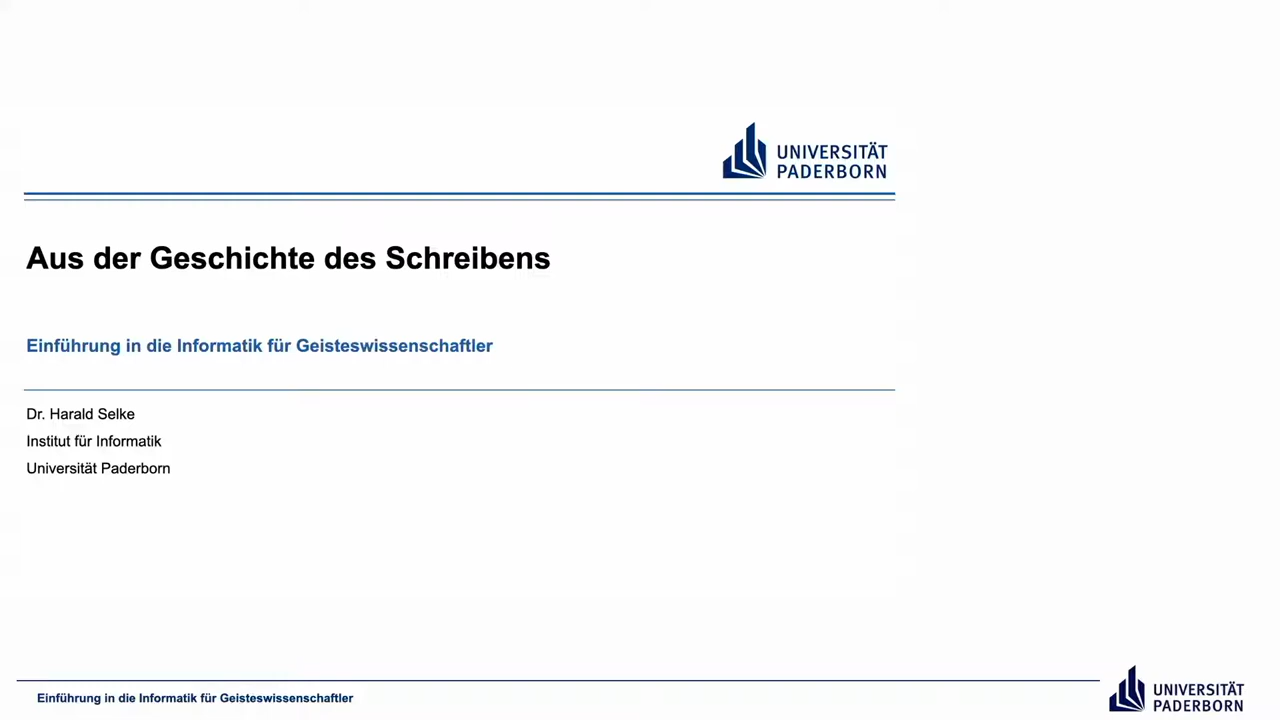 UNIVERSITÄT
PADERBORN
Aus der Geschichte des Schreibens
Einführung in die Informatik für Geisteswissenschaftler
Dr. Harald Selke
Institut für Informatik
Universität Paderborn
Einführung in die Informatik für Geisteswissenschaftler
UNIVERSITÄT
PADERBORN